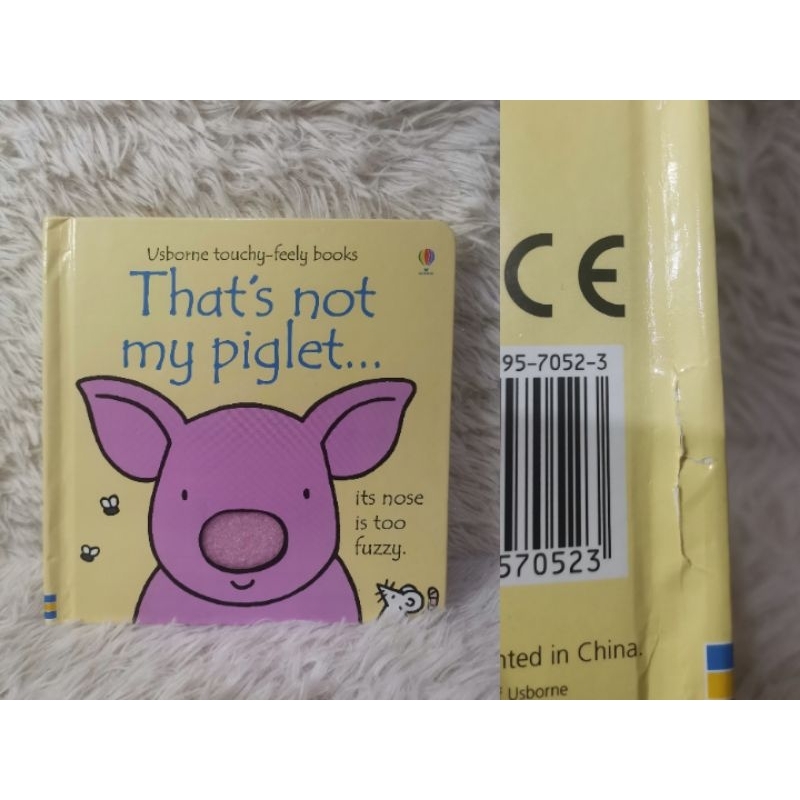 Usborne touchy-feely books
That's not
my piglet...
its nose
is too
fuzzy.
CE
95-7052-3
570523
nted in China.
Usborne